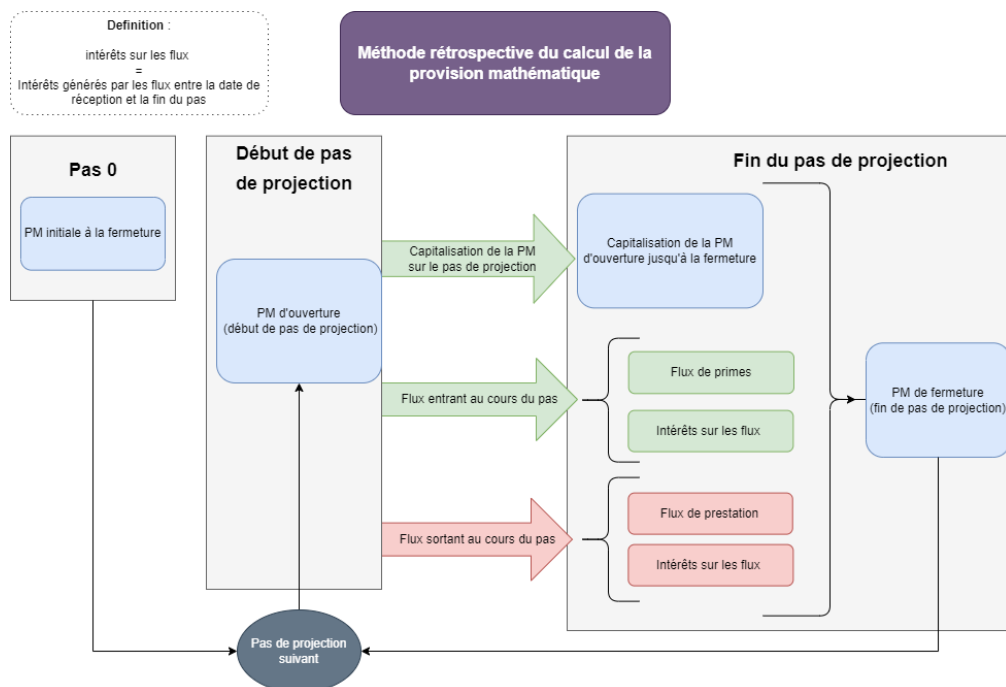 Definition :
intérêts sur les flux
=
Intérêts générés par les flux entre la date de
réception et la fin du pas
Méthode rétrospective du calcul de la
provision mathématique
Pas 0
PM initiale à la fermeture
Début de pas
de projection
PM d'ouverture
(début de pas de projection)
Capitalisation de la PM
sur le pas de projection
Flux entrant au cours du pas
Flux sortant au cours du pas
Fin du pas de projection
Capitalisation de la PM
d'ouverture jusqu'à la fermeture
Flux de primes
Intérêts sur les flux
Flux de prestation
Intérêts sur les flux
PM de fermeture
(fin de pas de projection)
Pas de projection
suivant